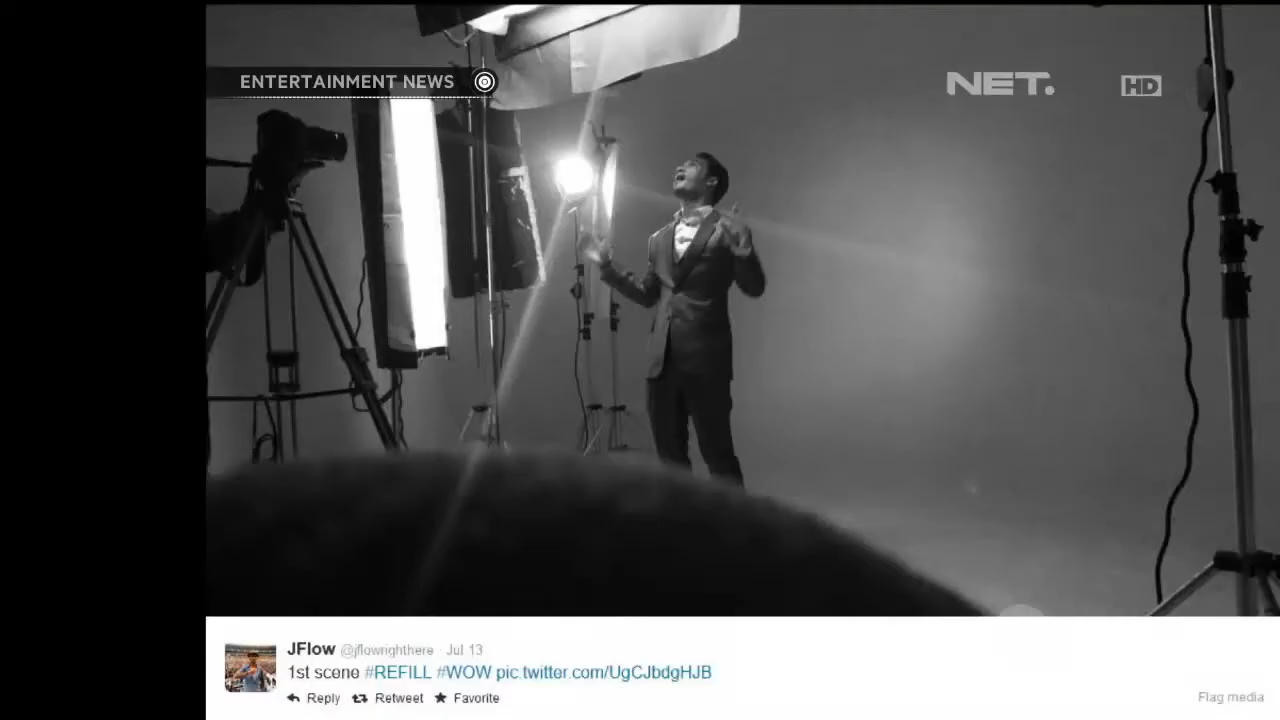 ENTERTAINMENT NEWS
NET.
HD
JFlow @jflowrighthere · Jul 13
1st scene #REFILL #WOW pic.twitter.com/UgCJbdgHJB
Reply Retweet Favorite
Flag media